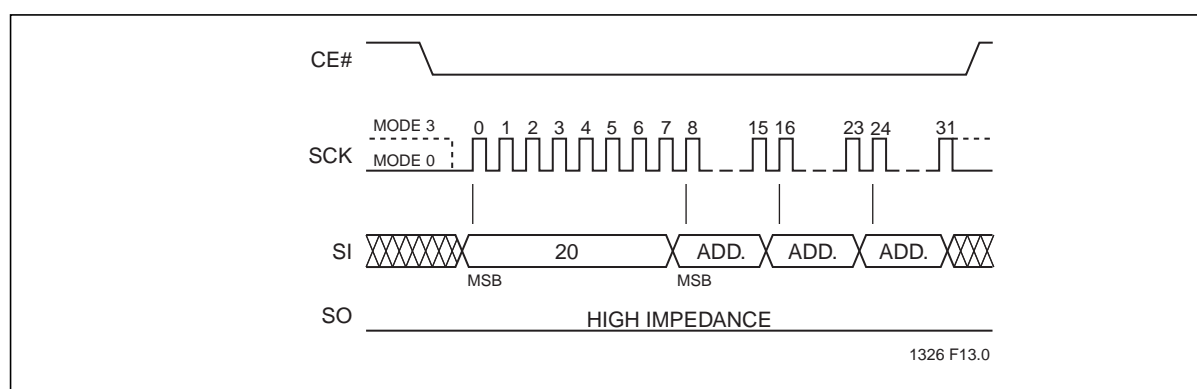 CE#
MODE 3
0 1 2 3 4 5 6 7 8 15 16 23 24 31
SCK
MODE 0
SI
20 ADD. ADD. ADD.
MSB MSB
SO
HIGH IMPEDANCE
1326 F13.0